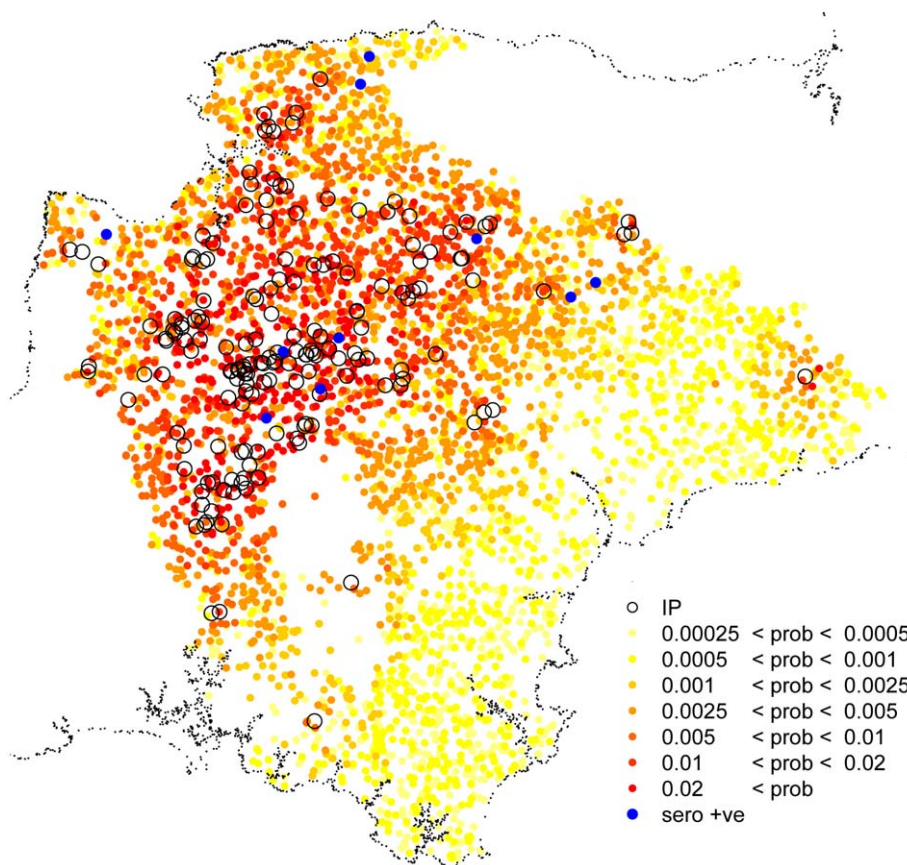 IP
0.00025 < prob < 0.0005
0.0005 < prob < 0.001
0.001 < prob < 0.0025
0.0025 < prob < 0.005
0.005 < prob < 0.01
0.01 < prob < 0.02
0.02 < prob
sero +ve